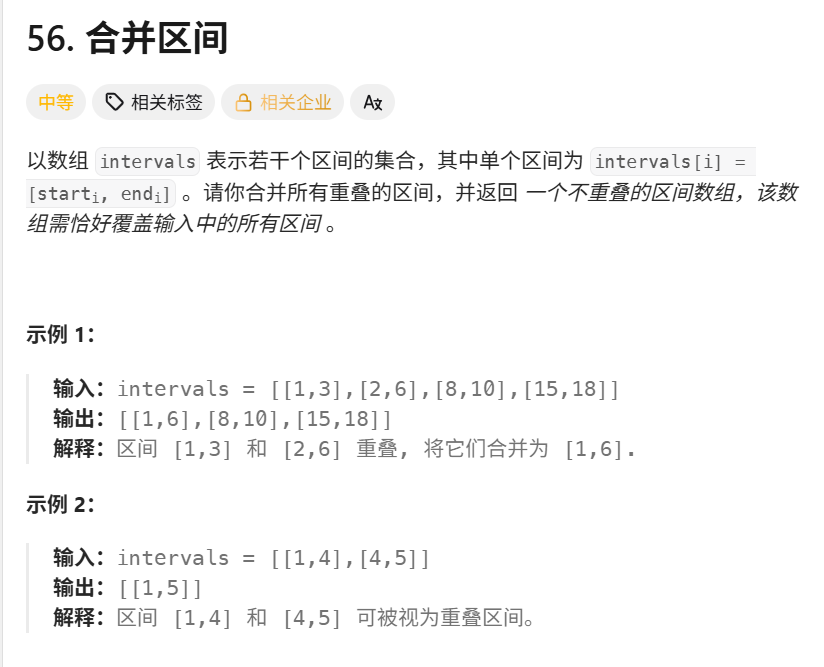 56. 合并区间
中等 相关标签 相关企业 Aあ
以数组 intervals 表示若干个区间的集合，其中单个区间为 intervals[i] =
[starti, endi] 。请你合并所有重叠的区间，并返回 一个不重叠的区间数组，该数
组需恰好覆盖输入中的所有区间 。
示例 1：
输入：intervals = [[1,3],[2,6],[8,10],[15,18]]
输出：[[1,6],[8,10],[15,18]]
解释：区间 [1,3] 和 [2,6] 重叠, 将它们合并为 [1,6].
示例 2：
输入：intervals = [[1,4],[4,5]]
输出：[[1,5]]
解释：区间 [1,4] 和 [4,5] 可被视为重叠区间。